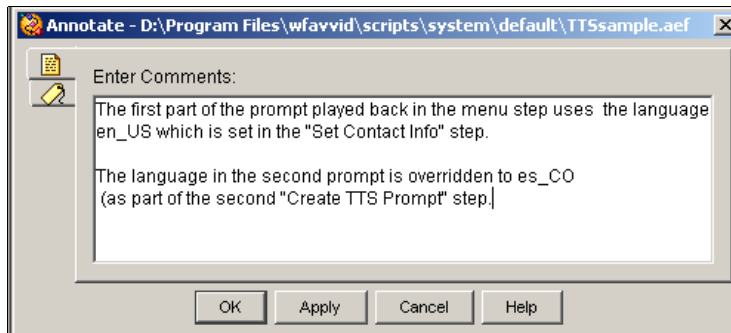 Annotate - D:\Program Files\wfavvid\scripts\system\default\TTSsample.aef
Enter Comments:
The first part of the prompt played back in the menu step uses the language
en_US which is set in the "Set Contact Info" step.
The language in the second prompt is overridden to es_CO
(as part of the second "Create TTS Prompt" step.
OK Apply Cancel Help